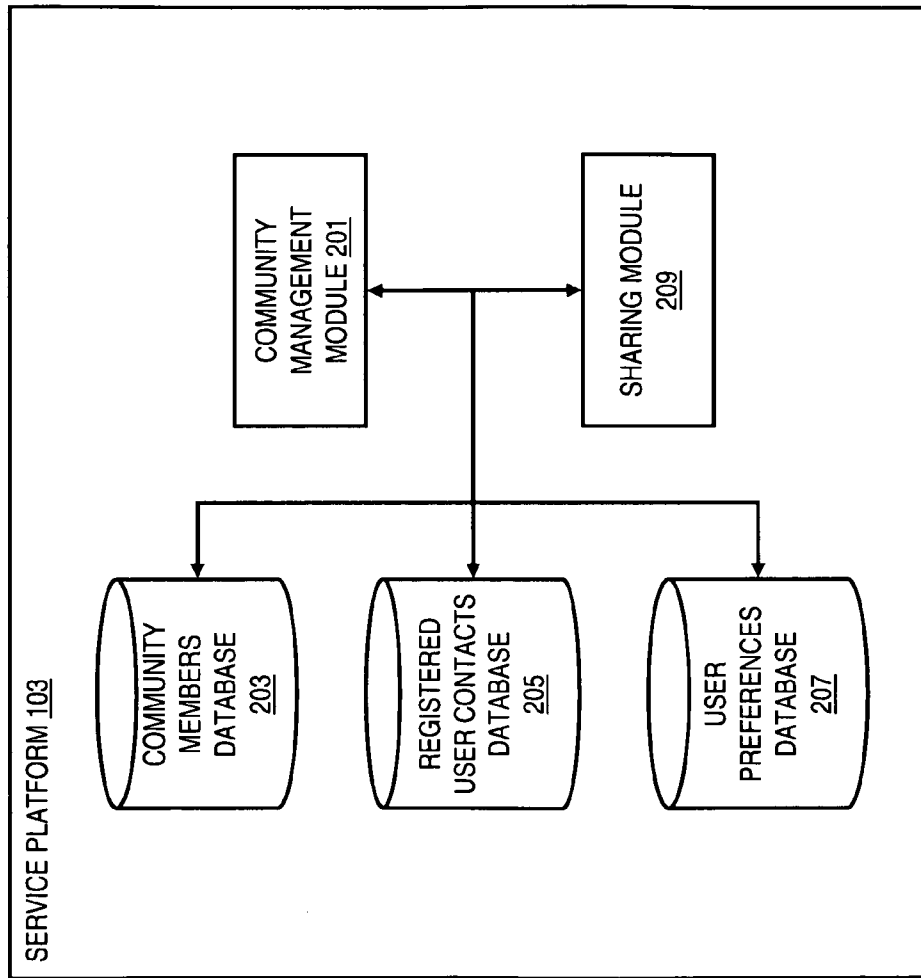 SERVICE PLATFORM 103
COMMUNITY
MEMBERS
DATABASE
203
REGISTERED
USER CONTACTS
DATABASE
205
USER
PREFERENCES
DATABASE
207
COMMUNITY
MANAGEMENT
MODULE 201
SHARING MODULE
209